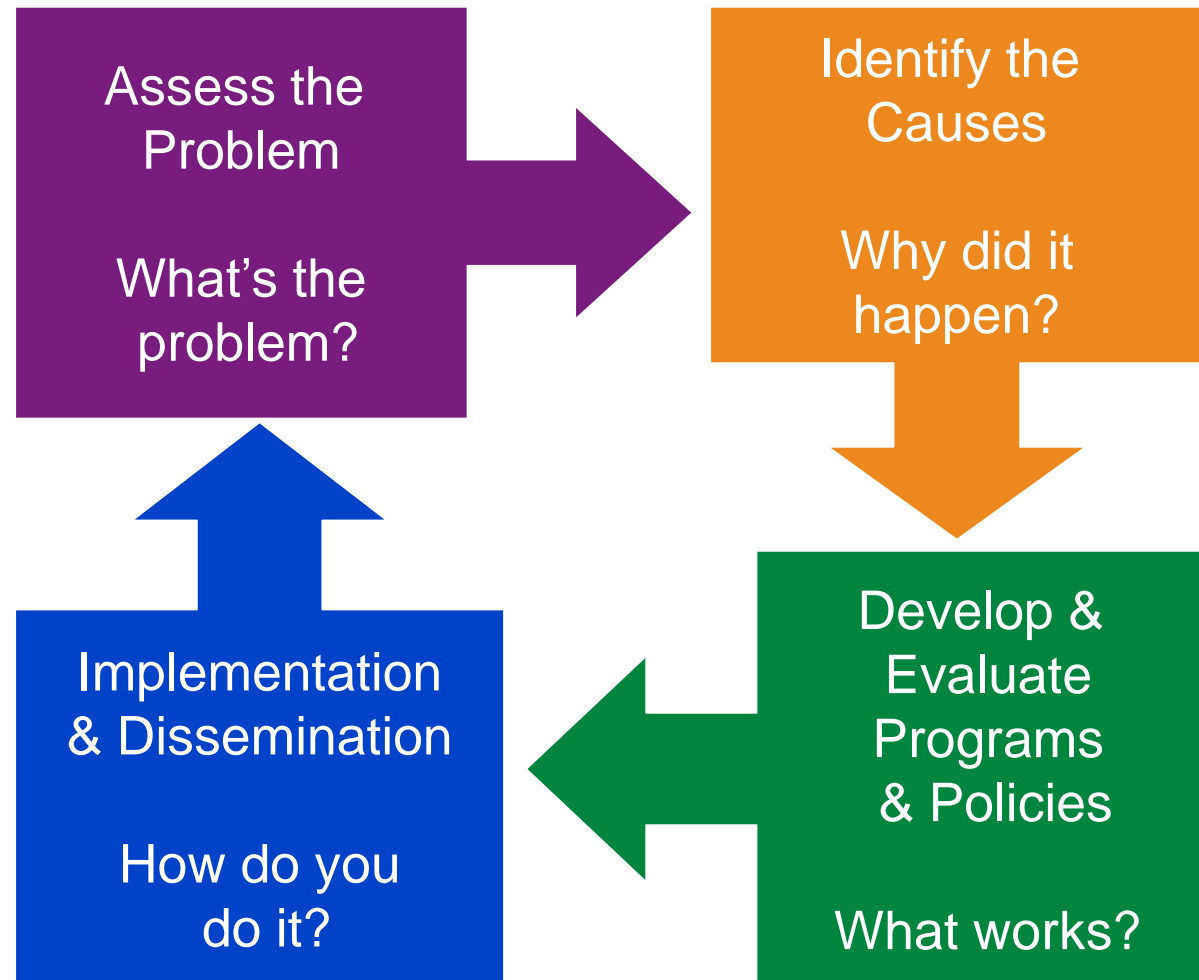 Assess the
Problem
What’s the
problem?
Identify the
Causes
Why did it
happen?
Develop &
Evaluate
Programs
& Policies
What works?
Implementation
& Dissemination
How do you
do it?